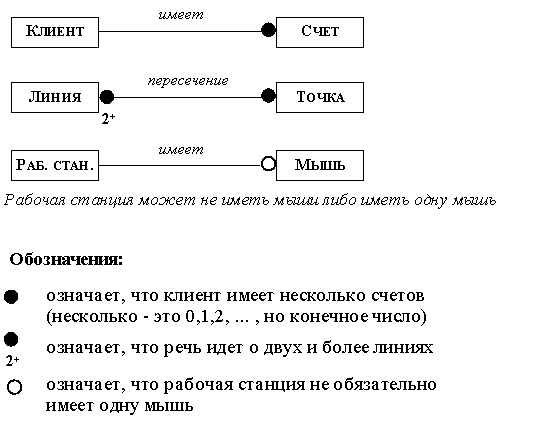 имеет
КЛИЕНТ СЧЕТ
пересечение
ЛИНИЯ ТОЧКА
2+
имеет
РАБ. СТАН. МЫШЬ
Рабочая станция может не иметь мыши либо иметь одну мышь
Обозначения:
означает, что клиент имеет несколько счетов
(несколько - это 0,1,2, ... , но конечное число)
означает, что речь идет о двух и более линиях
2+
означает, что рабочая станция не обязательно
имеет одну мышь